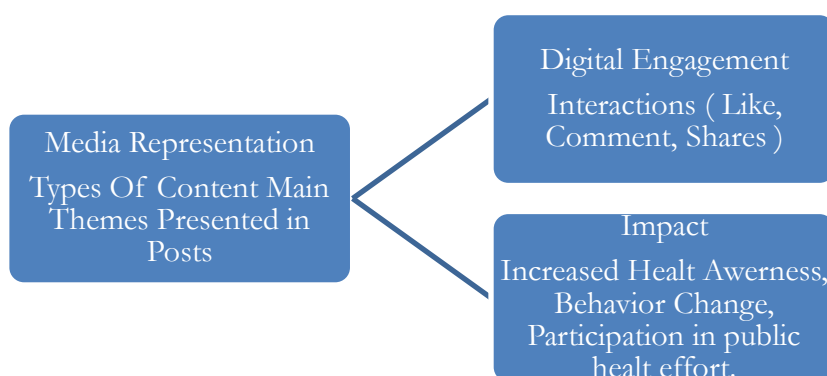 Media Representation
Types Of Content Main
Themes Presented in
Posts
Digital Engagement
Interactions ( Like,
Comment, Shares )
Impact
Increased Healt Awerness,
Behavior Change,
Participation in public
healt effort.